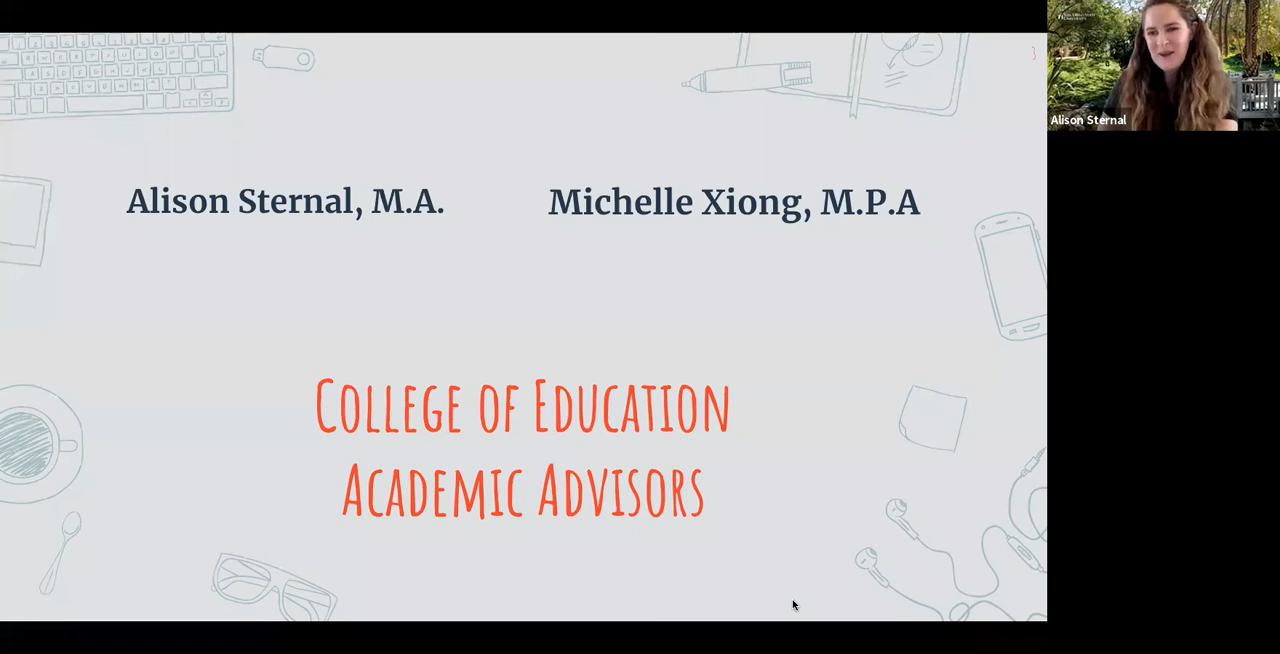 Alison Sternal, M.A.
Michelle Xiong, M.P.A
College of Education
Academic Advisors
Alison Sternal